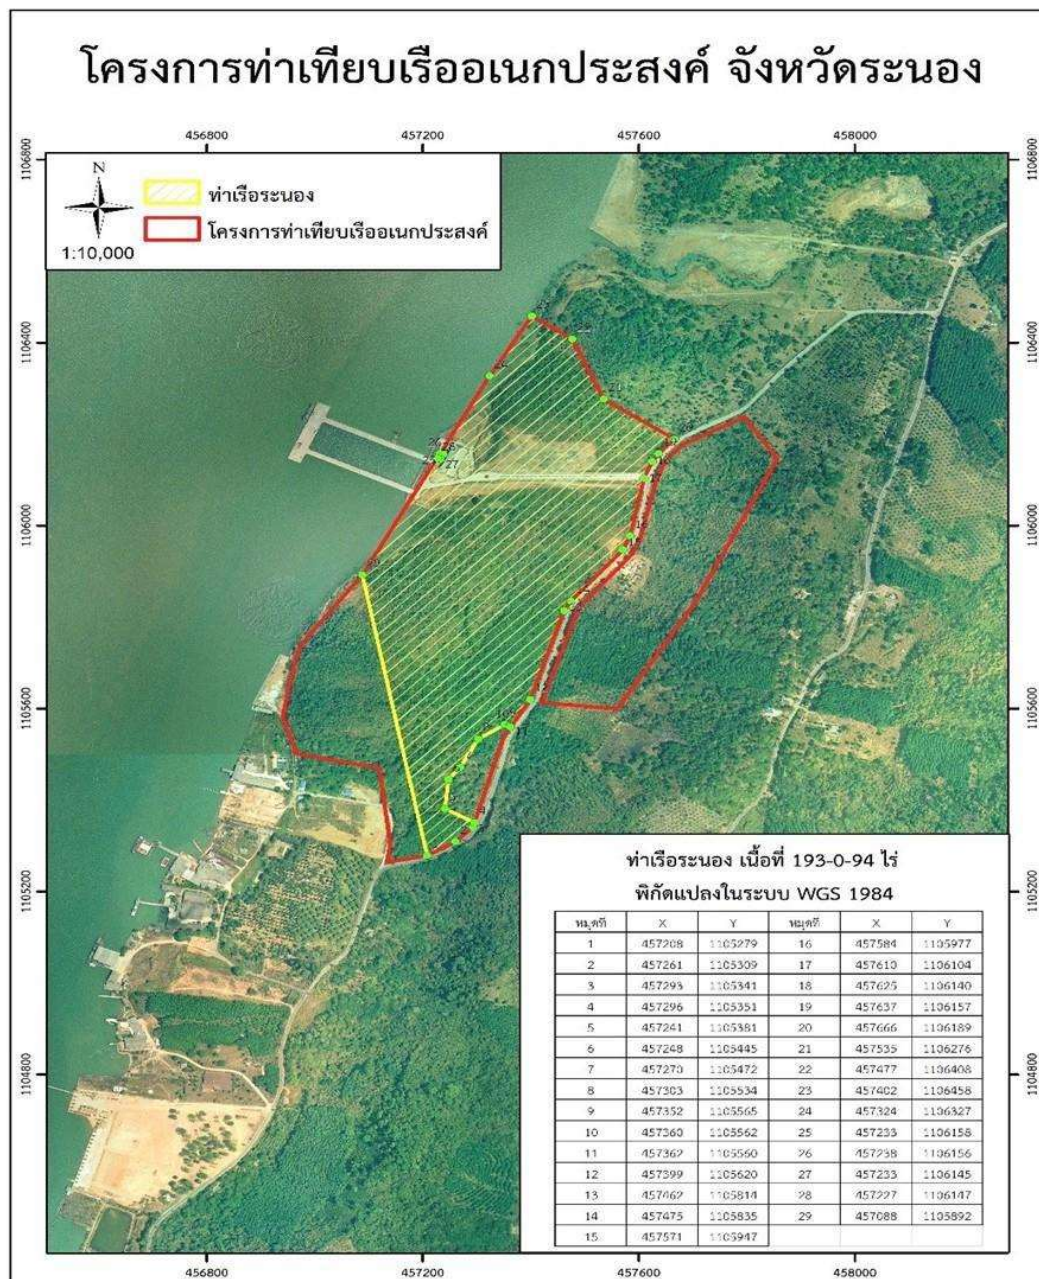 โครงการท่าเทียบเรืออเนกประสงค์ จังหวัดระนอง
456800 457200 457600 458000
1106800 1106800
N
ท่าเรือระนอง
โครงการท่าเทียบเรืออเนกประสงค์
1:10,000
1106400 1106400
1106000 1106000
1105600 1105600
1105200 1105200
1104800 1104800
ท่าเรือระนอง เนื้อที่ 193-0-94 ไร่
พิกัดแปลงในระบบ WGS 1984
หมุดที่ X Y หมุดที่ X Y
1 457208 1105279 16 457584 1105977
2 457261 1105309 17 457610 1106104
3 457293 1105341 18 457625 1106140
4 457296 1105351 19 457637 1106157
5 457241 1105381 20 457666 1106189
6 457248 1105445 21 457535 1106276
7 457270 1105472 22 457477 1106408
8 457303 1105534 23 457402 1106458
9 457352 1105565 24 457324 1106327
10 457360 1105562 25 457233 1106158
11 457362 1105560 26 457238 1106156
12 457399 1105620 27 457233 1106145
13 457462 1105814 28 457227 1106147
14 457475 1105835 29 457088 1105892
15 457571 1105947
456800 457200 457600 458000